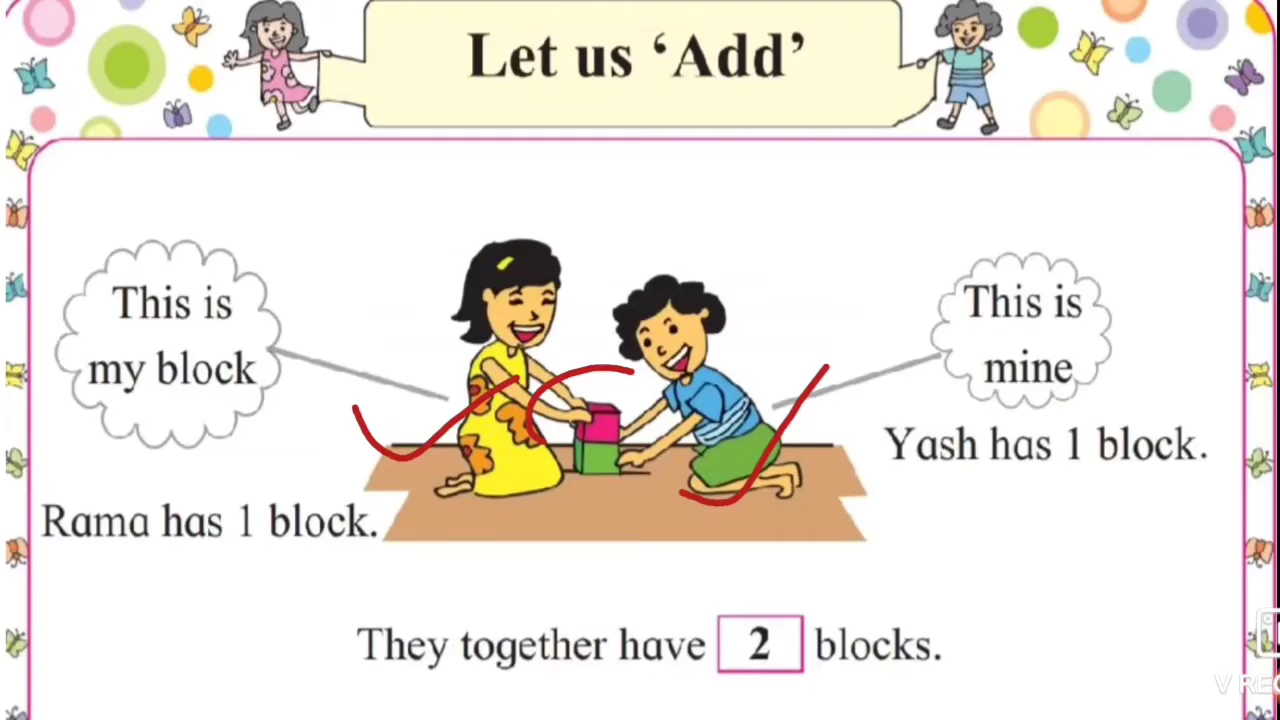 Let us ‘Add’
This is
my block
This is
mine
Yash has 1 block.
Rama has 1 block.
They together have 2 blocks.
V REC